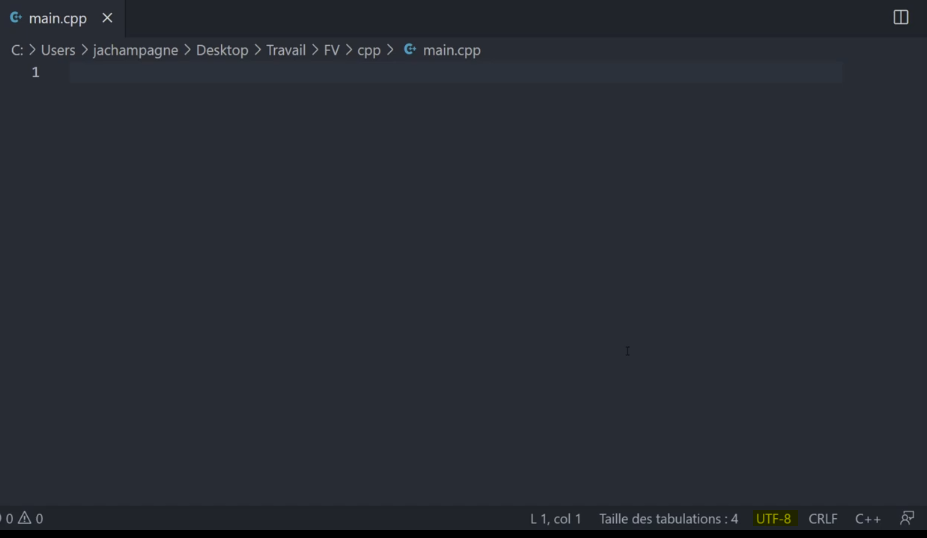 main.cpp
C: > Users > jachampagne > Desktop > Travail > FV > cpp > main.cpp
1
0 0
L 1, col 1 Taille des tabulations : 4 UTF-8 CRLF C++